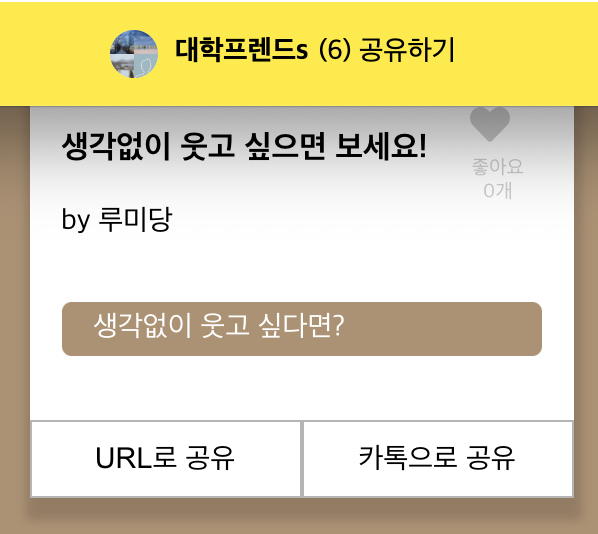 대학프렌드s (6) 공유하기
생각없이 웃고 싶으면 보세요!
좋아요
0개
by 루미당
생각없이 웃고 싶다면?
URL로 공유
카톡으로 공유